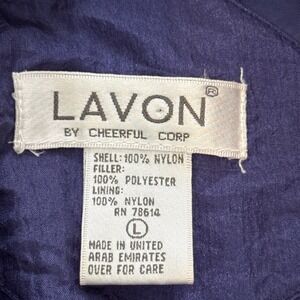 LAVON®
BY CHEERFUL CORP
SHELL: 100% NYLON
FILLER:
100% POLYESTER
LINING:
100% NYLON
RN 78614
L
MADE IN UNITED
ARAB EMIRATES
OVER FOR CARE